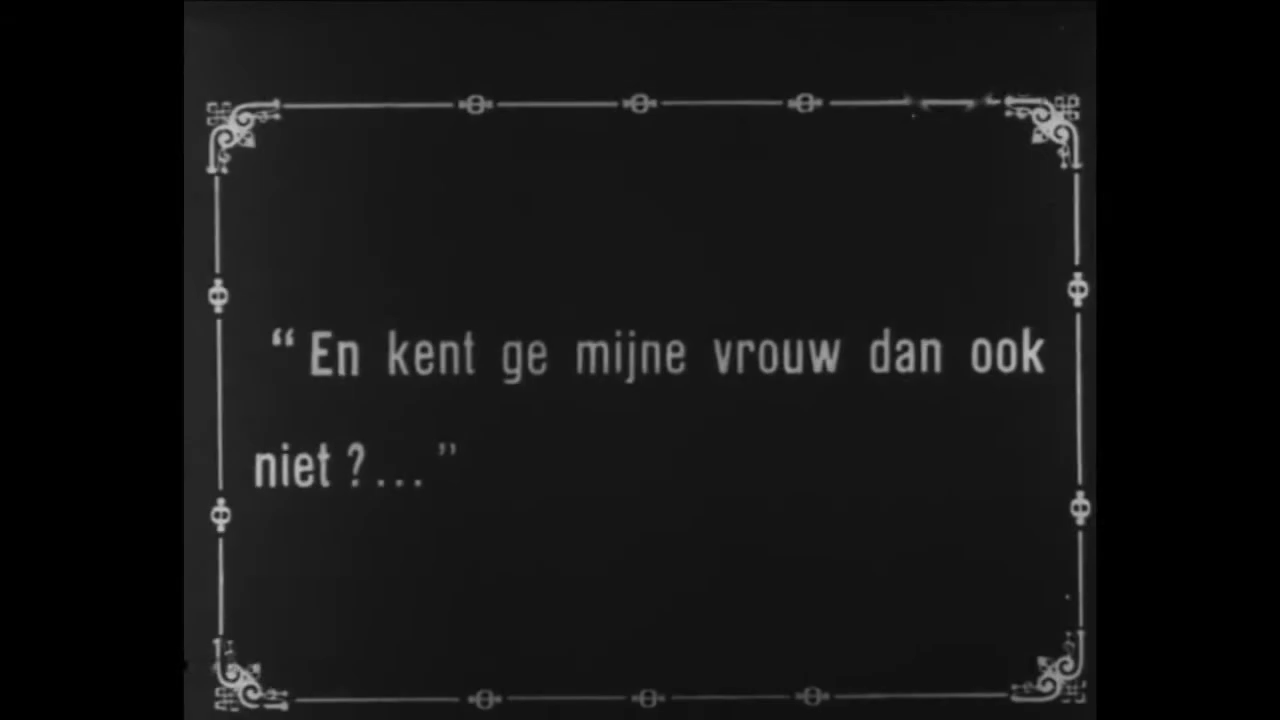 “ En kent ge mijne vrouw dan ook
niet ?... ”